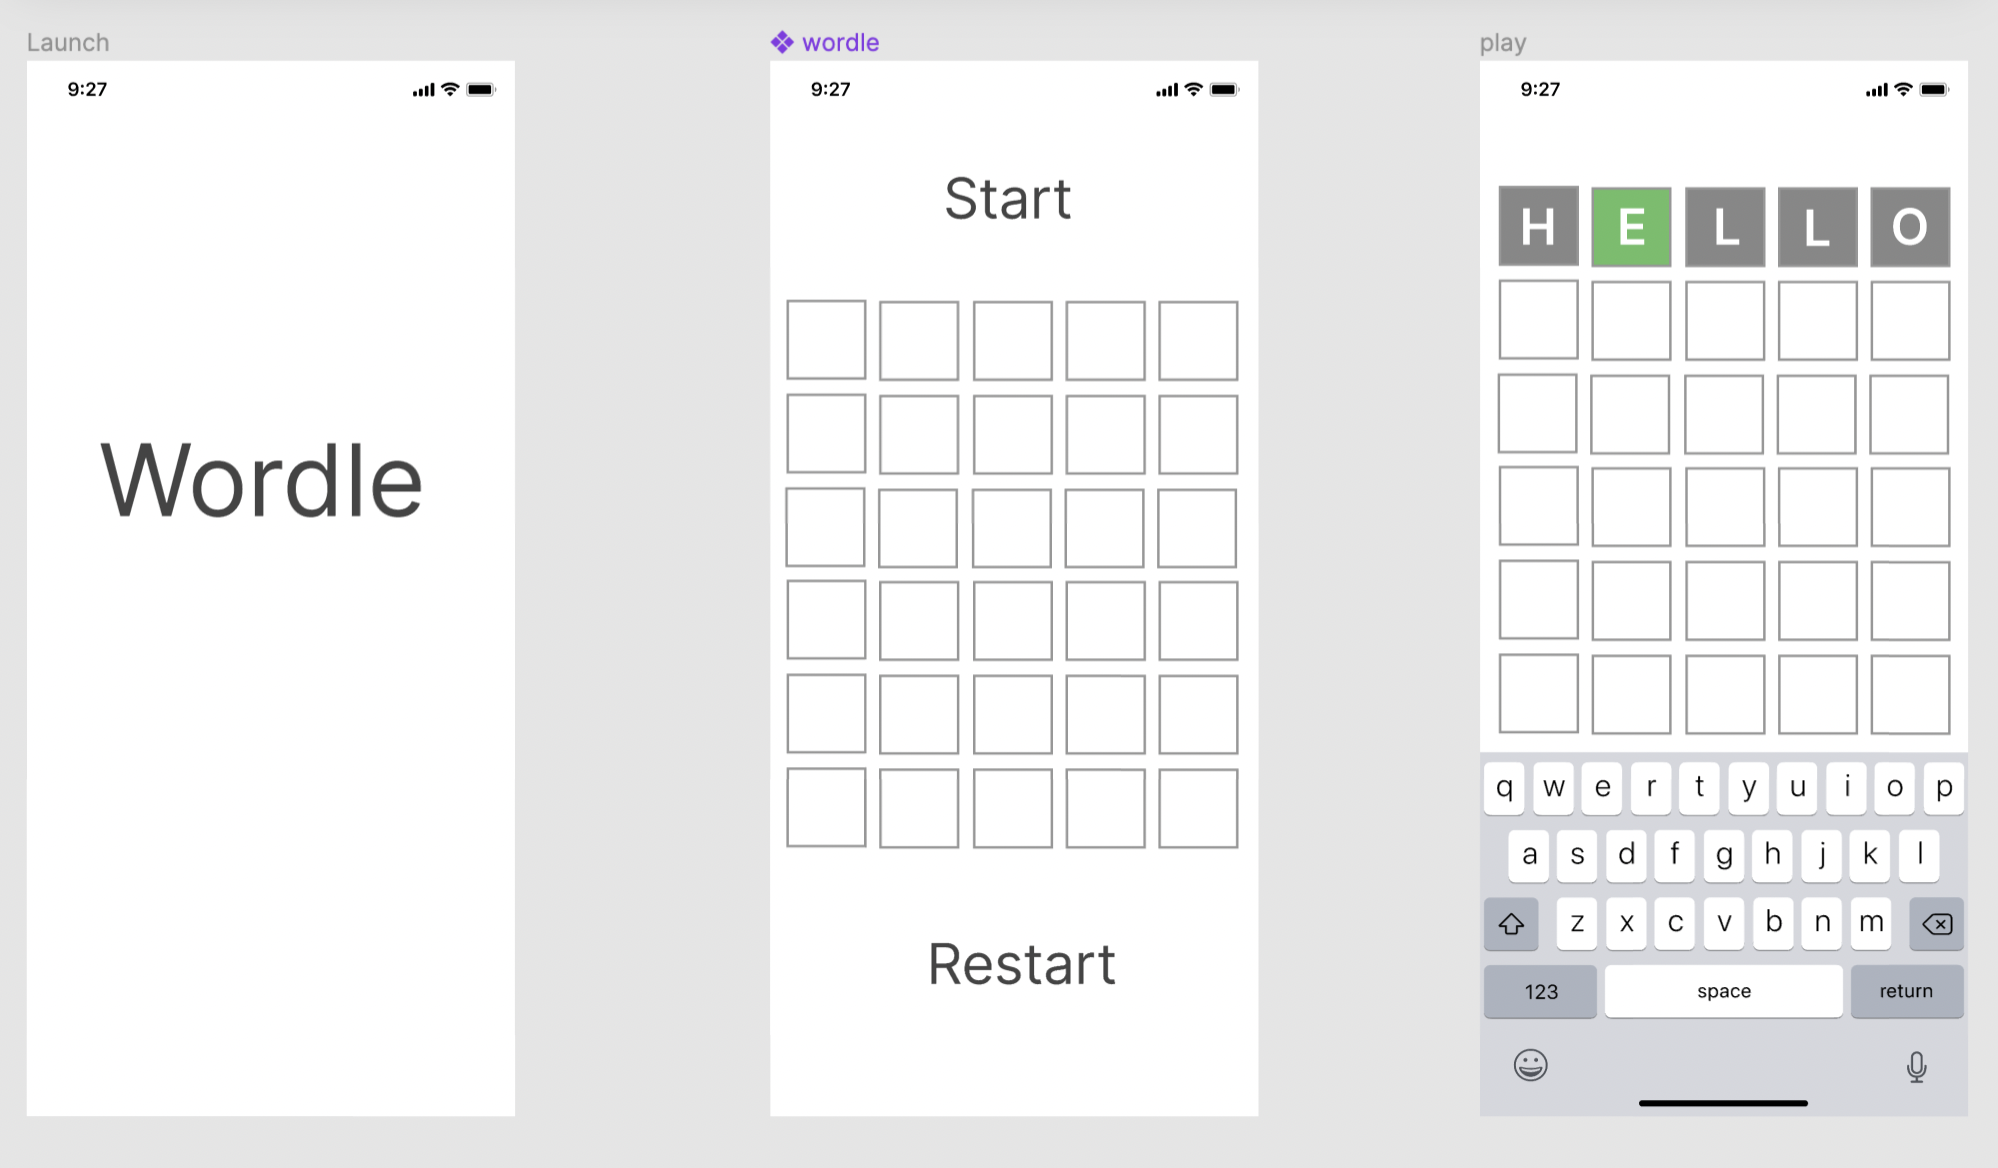 Launch
9:27
Wordle
wordle
9:27
Start
Restart
play
9:27
H E L L O
q w e r t y u i o p
a s d f g h j k l
z x c v b n m
123 space return